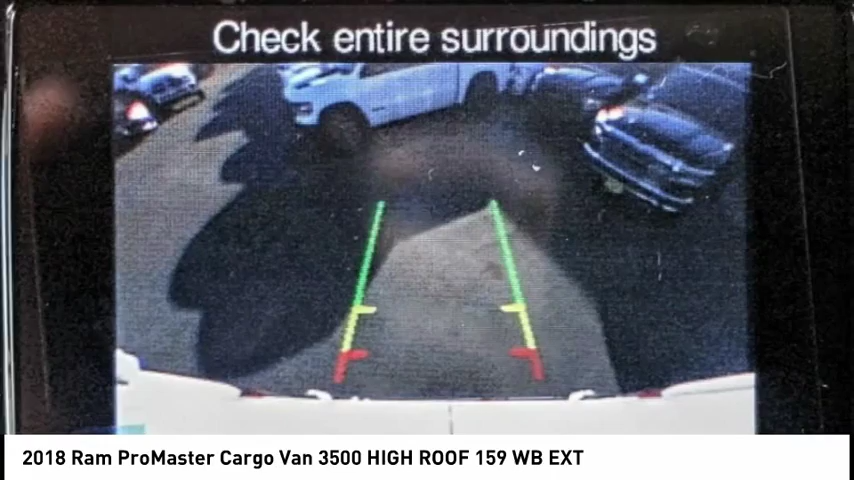 Check entire surroundings
2018 Ram ProMaster Cargo Van 3500 HIGH ROOF 159 WB EXT